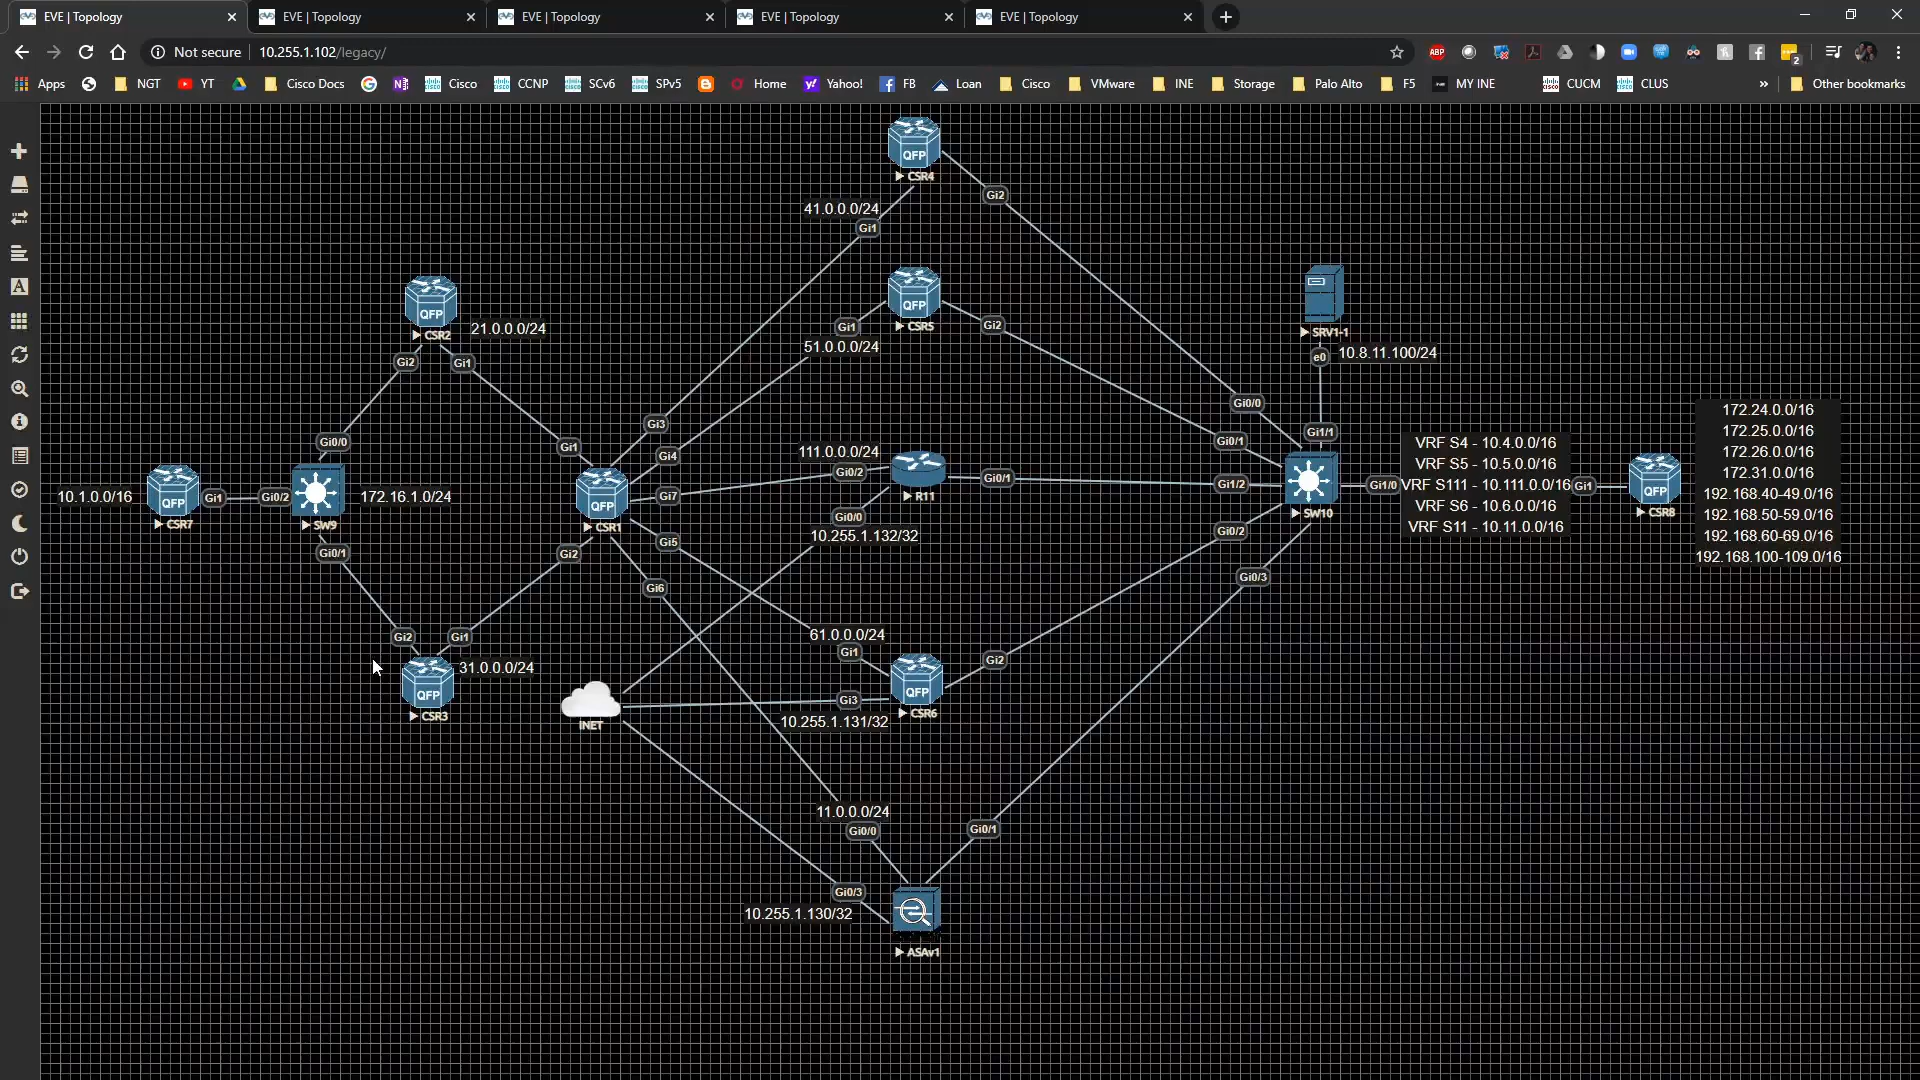 EVE | Topology
EVE | Topology
EVE | Topology
EVE | Topology
EVE | Topology
Not secure
10.255.1.102/legacy/
ABP
2
Apps
NGT
YT
Cisco Docs
Cisco
CCNP
SCv6
SPv5
Home
Yahoo!
FB
Loan
Cisco
VMware
INE
Storage
Palo Alto
F5
MY INE
CUCM
CLUS
»
Other bookmarks
QFP
CSR4
Gi2
41.0.0.0/24
Gi1
QFP
CSR5
Gi1
Gi2
51.0.0.0/24
QFP
CSR2
21.0.0.0/24
Gi2
Gi1
SRV1-1
e0
10.8.11.100/24
Gi0/0
Gi3
Gi0/0
Gi1
Gi4
Gi0/1
Gi1/1
111.0.0.0/24
Gi0/2
R11
Gi0/1
Gi1/2
Gi0/0
10.255.1.132/32
10.1.0.0/16
QFP
CSR7
Gi1
Gi0/2
SW9
172.16.1.0/24
QFP
CSR1
Gi7
Gi5
Gi2
Gi6
SW10
Gi1/0
VRF S4 - 10.4.0.0/16
VRF S5 - 10.5.0.0/16
VRF S111 - 10.111.0.0/16
VRF S6 - 10.6.0.0/16
VRF S11 - 10.11.0.0/16
Gi1
QFP
CSR8
172.24.0.0/16
172.25.0.0/16
172.26.0.0/16
172.31.0.0/16
192.168.40-49.0/16
192.168.50-59.0/16
192.168.60-69.0/16
192.168.100-109.0/16
Gi0/1
Gi0/2
Gi0/3
Gi2
Gi1
QFP
CSR3
31.0.0.0/24
INET
61.0.0.0/24
Gi1
Gi2
QFP
CSR6
Gi3
10.255.1.131/32
11.0.0.0/24
Gi0/0
Gi0/1
Gi0/3
10.255.1.130/32
ASAv1